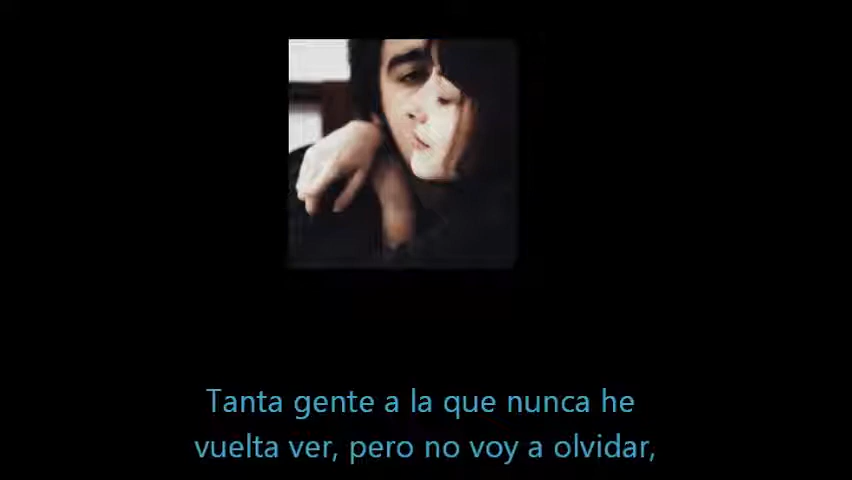 Tanta gente a la que nunca he
vuelta ver, pero no voy a olvidar,